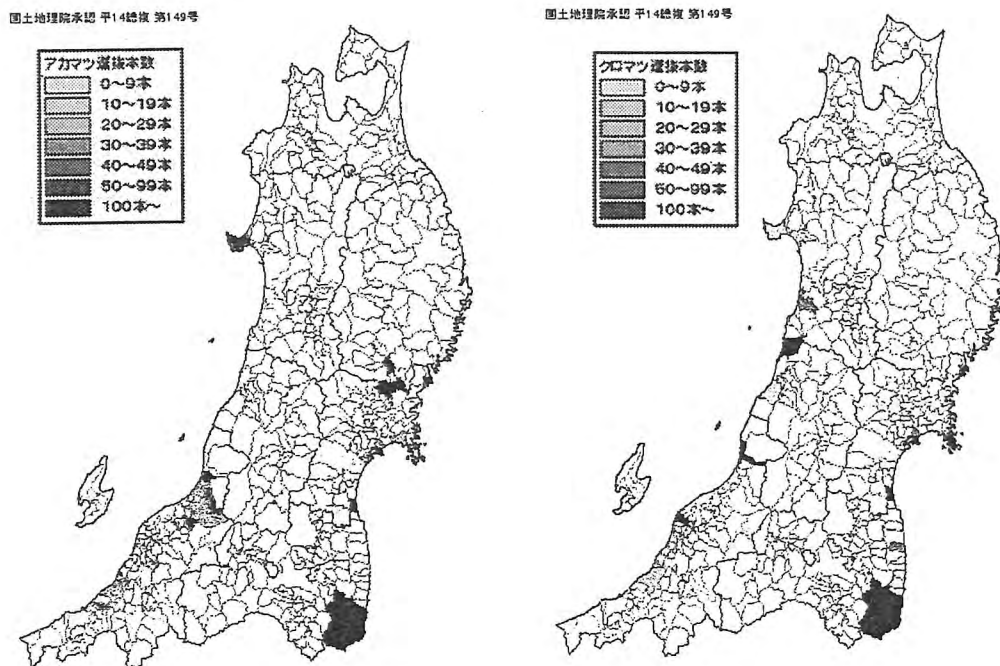 国土地理院承認 平14総複 第149号
アカマツ選抜本数
0～9本
10～19本
20～29本
30～39本
40～49本
50～99本
100本～
国土地理院承認 平14総複 第149号
クロマツ選抜本数
0～9本
10～19本
20～29本
30～39本
40～49本
50～99本
100本～